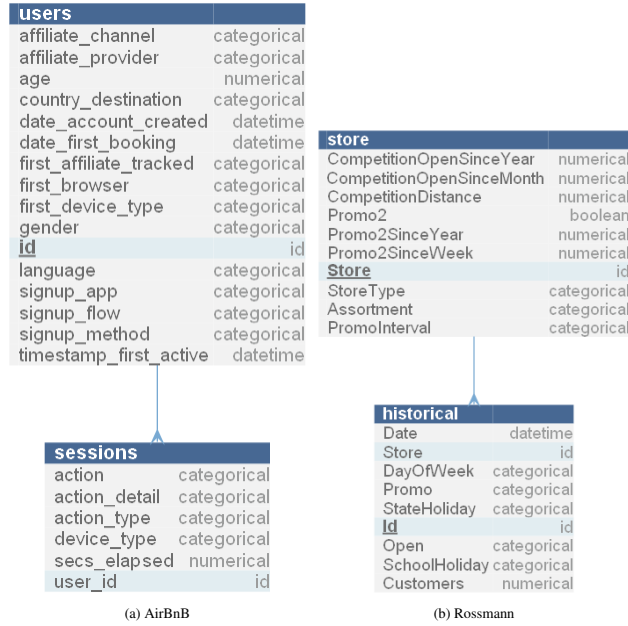 users
affiliate_channel categorical
affiliate_provider categorical
age numerical
country_destination categorical
date_account_created datetime
date_first_booking datetime
first_affiliate_tracked categorical
first_browser categorical
first_device_type categorical
gender categorical
id id
language categorical
signup_app categorical
signup_flow categorical
signup_method categorical
timestamp_first_active datetime
sessions
action categorical
action_detail categorical
action_type categorical
device_type categorical
secs_elapsed numerical
user_id id
(a) AirBnB
store
CompetitionOpenSinceYear numerical
CompetitionOpenSinceMonth numerical
CompetitionDistance numerical
Promo2 boolean
Promo2SinceYear numerical
Promo2SinceWeek numerical
Store id
StoreType categorical
Assortment categorical
PromoInterval categorical
historical
Date datetime
Store id
DayOfWeek categorical
Promo categorical
StateHoliday categorical
Id id
Open categorical
SchoolHoliday categorical
Customers numerical
(b) Rossmann